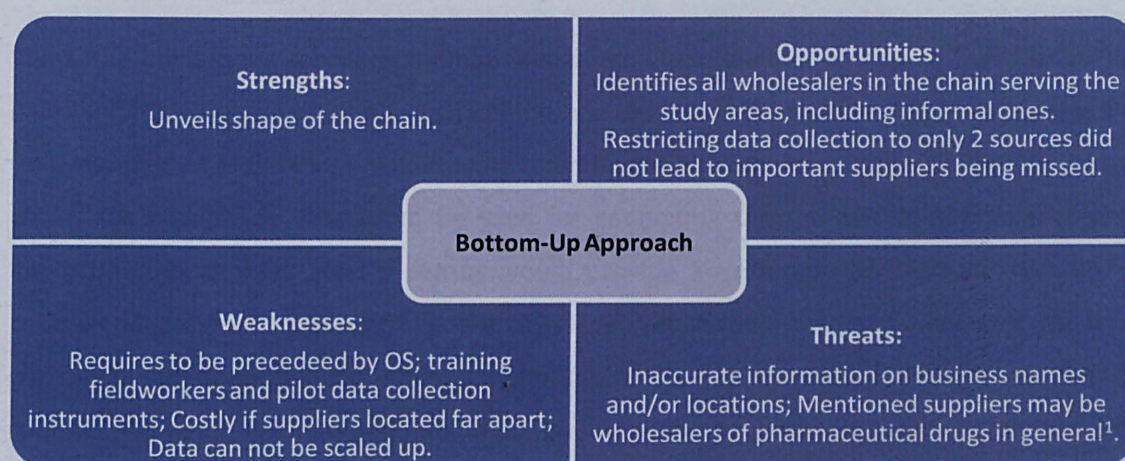 Strengths:
Unveils shape of the chain.
Opportunities:
Identifies all wholesalers in the chain serving the
study areas, including informal ones.
Restricting data collection to only 2 sources did
not lead to important suppliers being missed.
Bottom-Up Approach
Weaknesses:
Requires to be precedeed by OS; training
fieldworkers and pilot data collection
instruments; Costly if suppliers located far apart;
Data can not be scaled up.
Threats:
Inaccurate information on business names
and/or locations; Mentioned suppliers may be
wholesalers of pharmaceutical drugs in general¹.